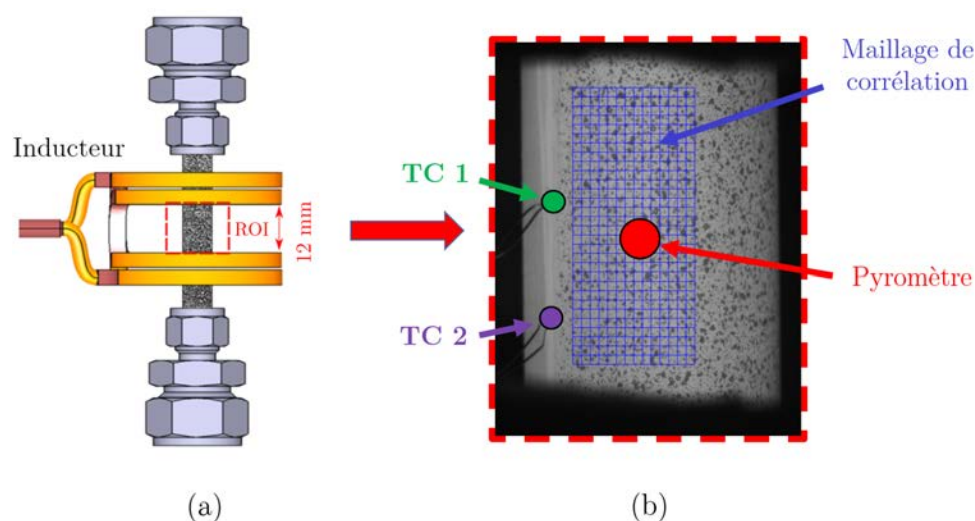 Inducteur
ROI
12 mm
Maillage de
corrélation
TC 1
Pyromètre
TC 2
(a)
(b)